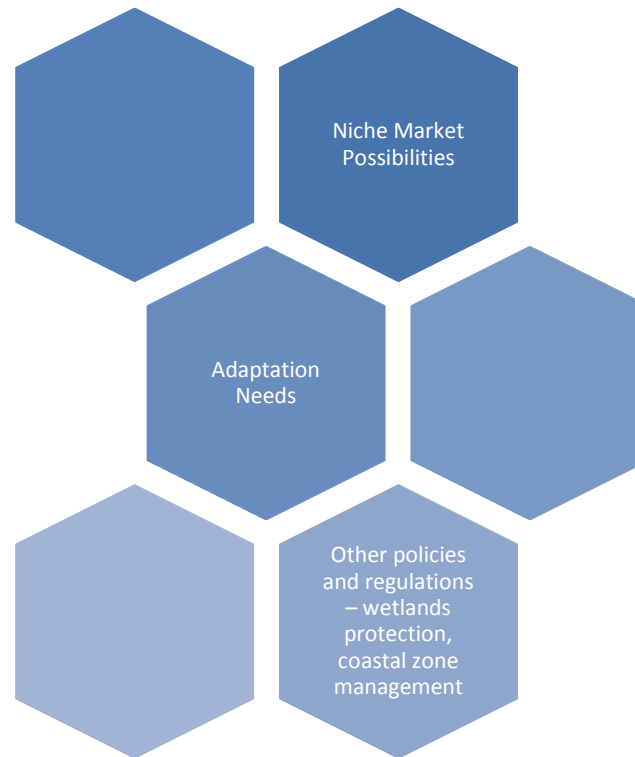 Niche Market
Possibilities
Adaptation
Needs
Other policies
and regulations
– wetlands
protection,
coastal zone
management